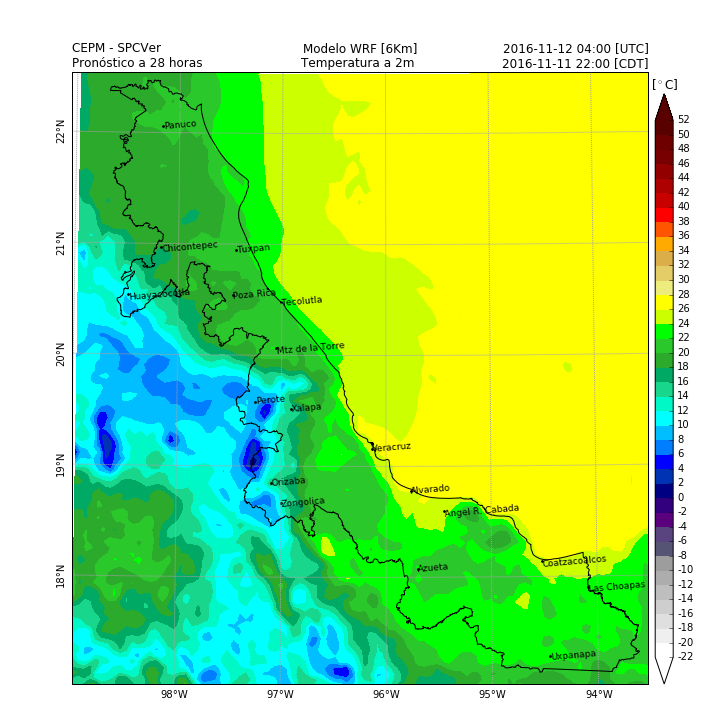 CEPM - SPCVer Modelo WRF [6Km] 2016-11-12 04:00 [UTC]
Pronóstico a 28 horas Temperatura a 2m 2016-11-11 22:00 [CDT]
[°C]
52
50
48
46
44
42
40
38
36
34
32
30
28
26
24
22
20
18
16
14
12
10
8
6
4
2
0
-2
-4
-6
-8
-10
-12
-14
-16
-18
-20
-22
22°N
21°N
20°N
19°N
18°N
Panuco
Chicontepec
Tuxpan
Huayacocotla
Poza Rica
Tecolutla
Mtz de la Torre
Perote
Xalapa
Veracruz
Orizaba
Alvarado
Zongolica
Angel R. Cabada
Coatzacoalcos
Azueta
Las Choapas
Uxpanapa
98°W 97°W 96°W 95°W 94°W